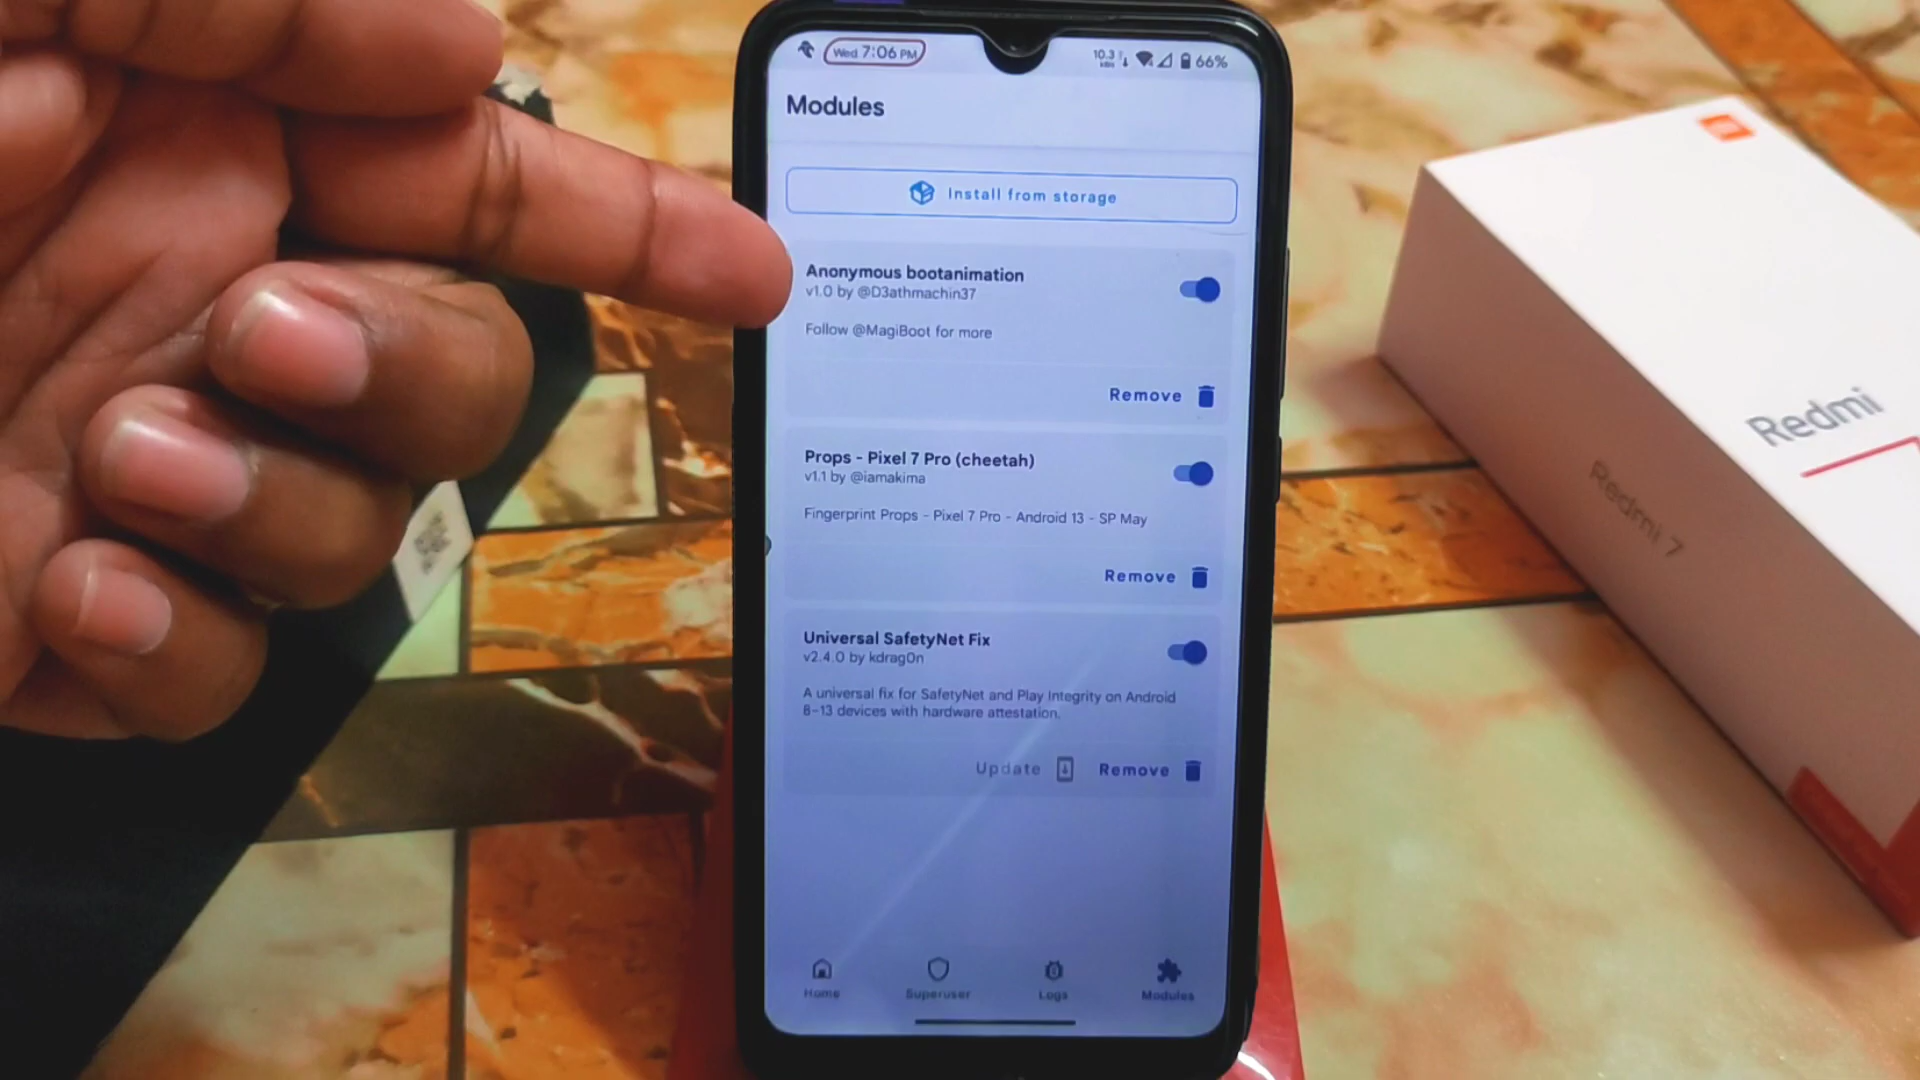 Wed 7:06 PM
10.3
66%
Modules
Install from storage
Anonymous bootanimation
v1.0 by @D3athmachin37
Follow @MagiBoot for more
Remove
Props - Pixel 7 Pro (cheetah)
v1.1 by @iamakima
Fingerprint Props - Pixel 7 Pro - Android 13 - SP May
Remove
Universal SafetyNet Fix
v2.4.0 by kdrag0n
A universal fix for SafetyNet and Play Integrity on Android
8-13 devices with hardware attestation.
Update Remove
Home Superuser Logs Modules
Redmi
Redmi 7